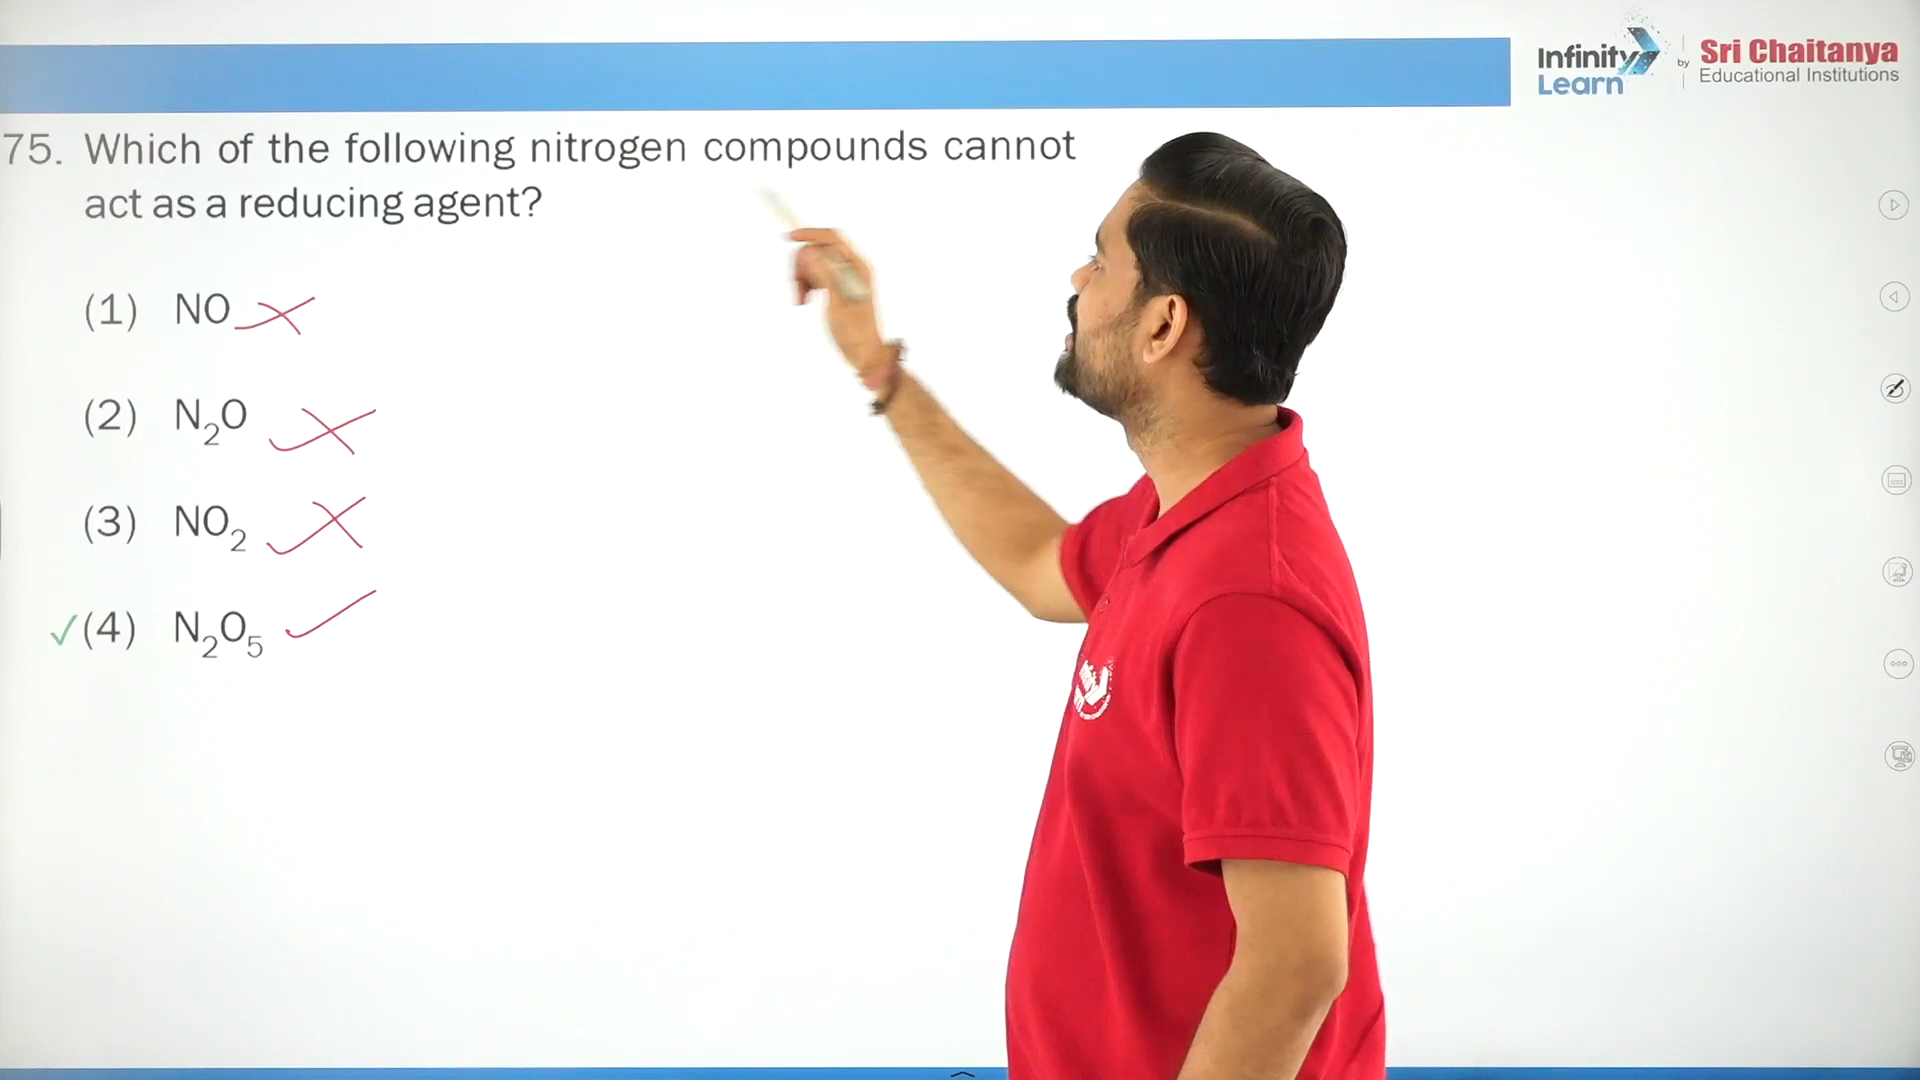 Infinity Learn by Sri Chaitanya Educational Institutions
75. Which of the following nitrogen compounds cannot
act as a reducing agent?
(1) NO
(2) N₂O
(3) NO₂
✓(4) N₂O₅